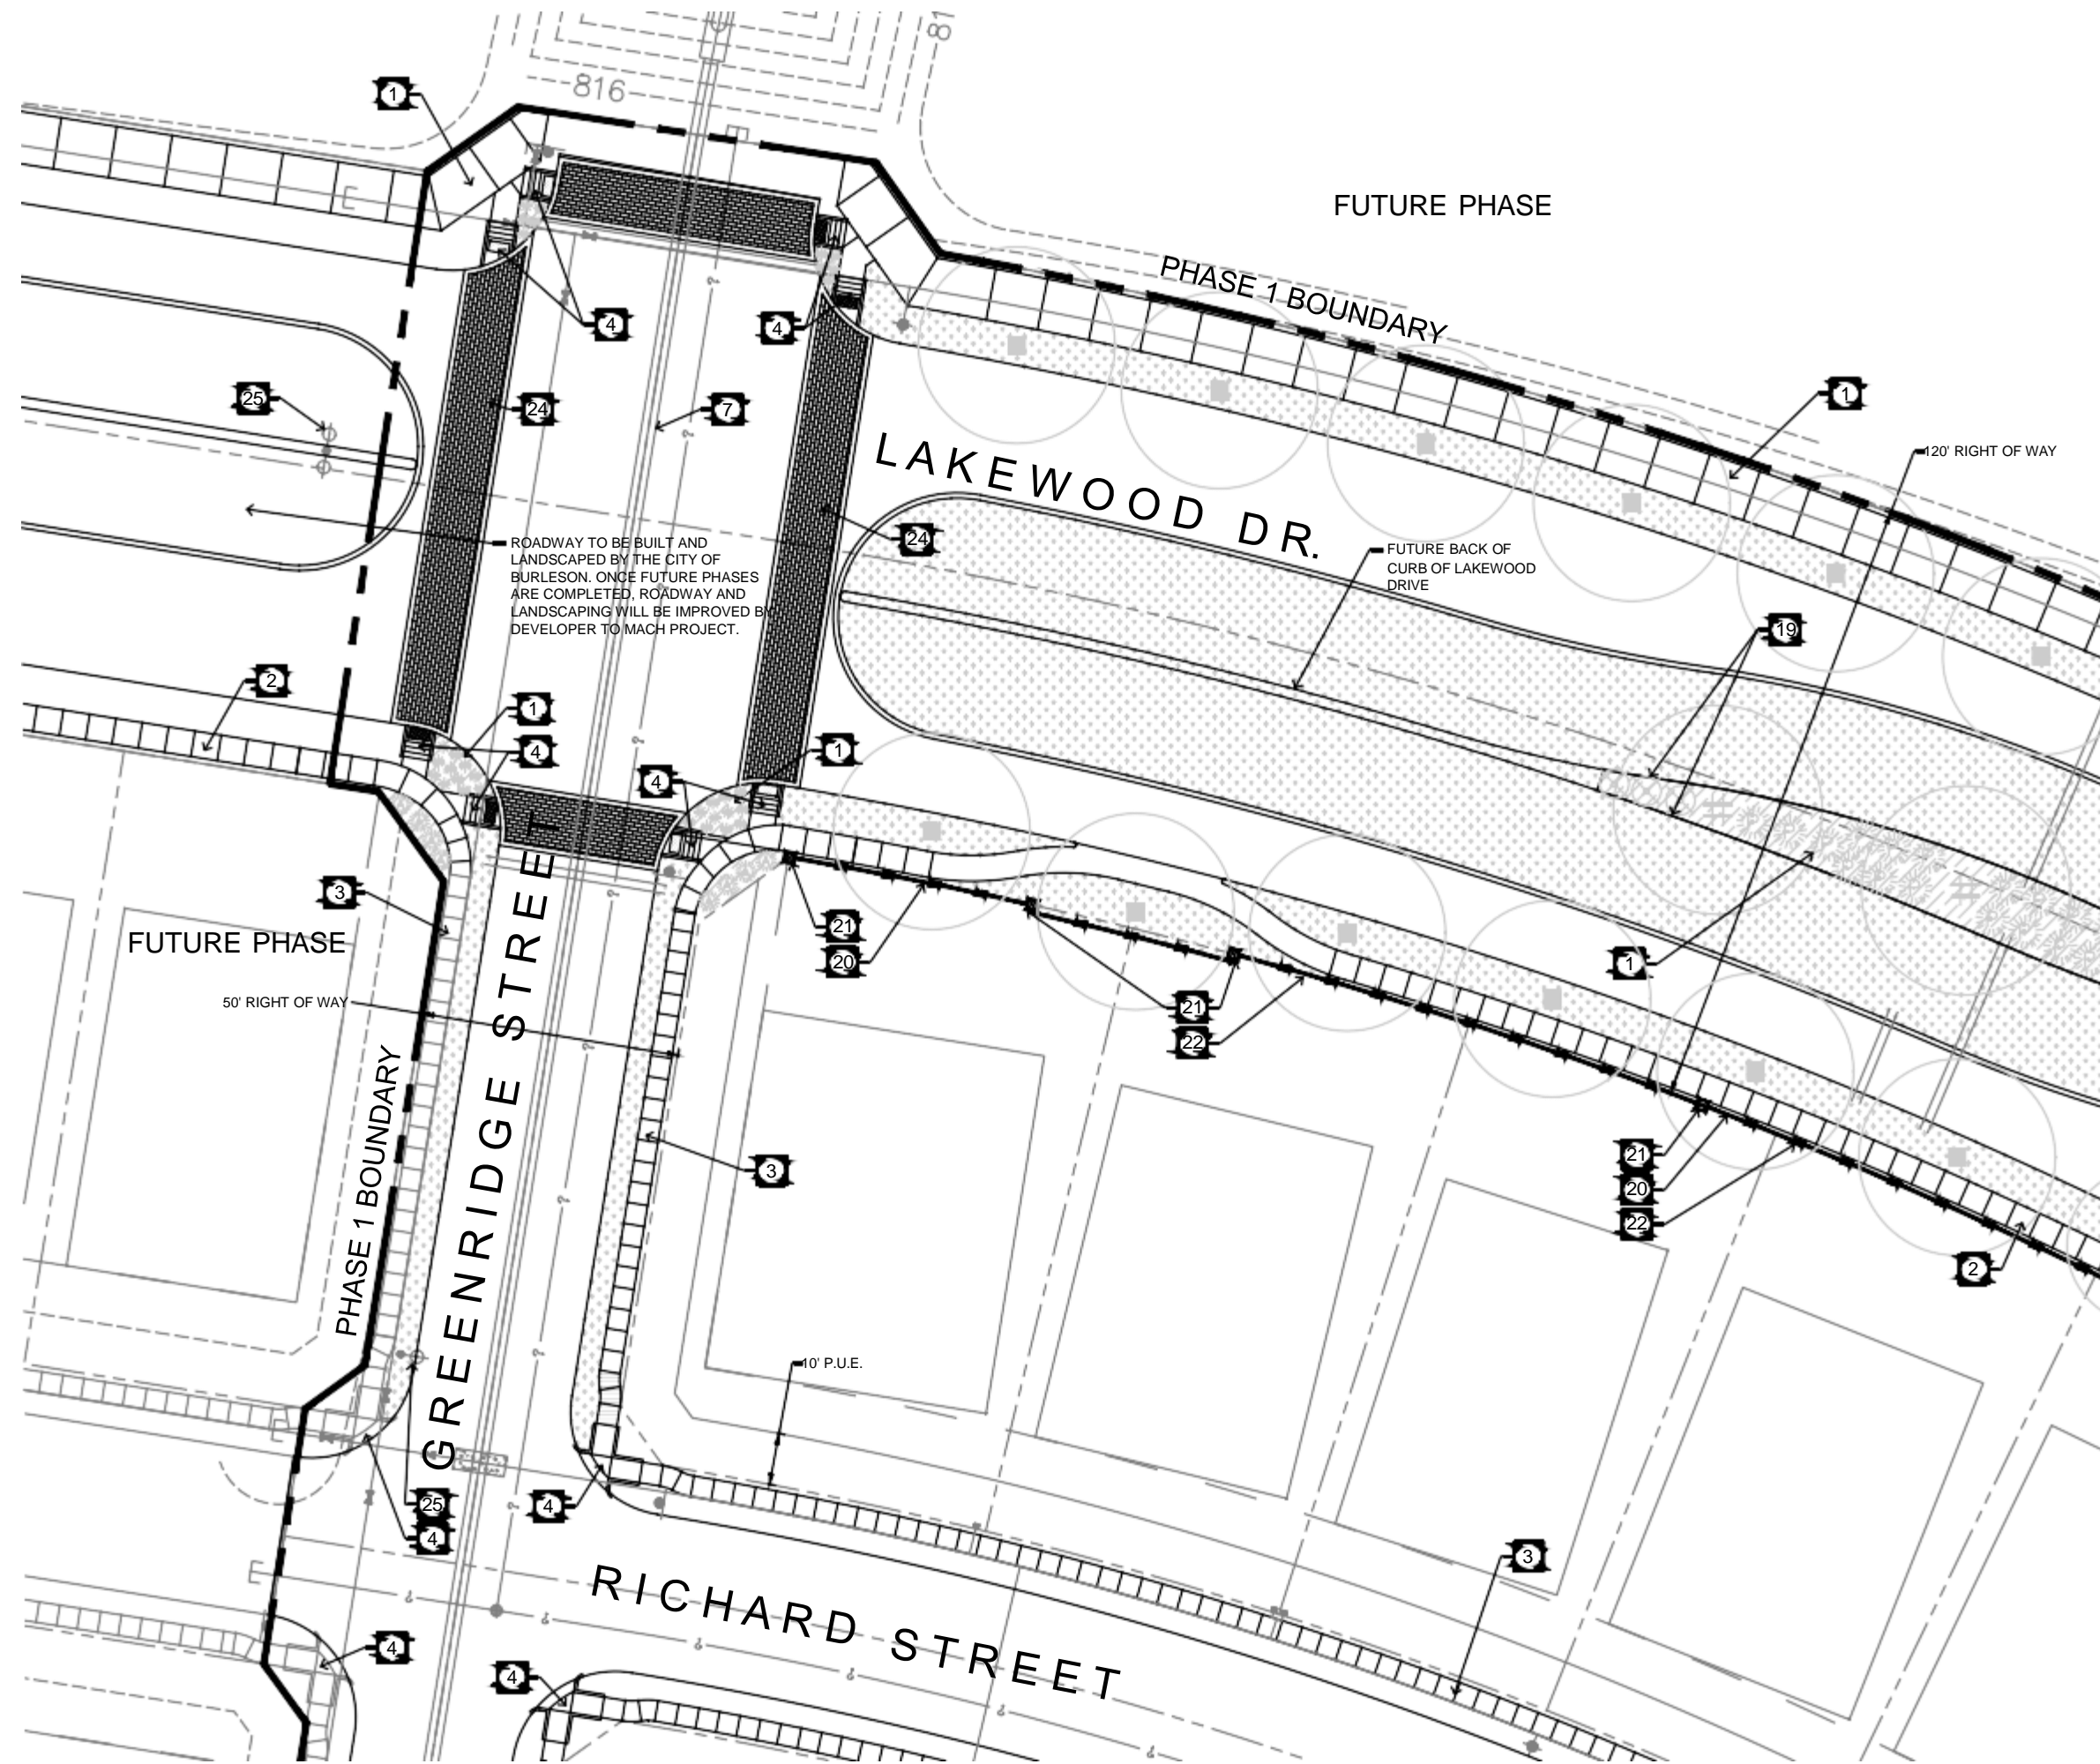 816
1
FUTURE PHASE
PHASE 1 BOUNDARY
4
4
1
25
24
7
120' RIGHT OF WAY
LAKEWOOD DR.
24
ROADWAY TO BE BUILT AND
LANDSCAPED BY THE CITY OF
BURLESON. ONCE FUTURE PHASES
ARE COMPLETED, ROADWAY AND
LANDSCAPING WILL BE IMPROVED BY
DEVELOPER TO MACH PROJECT.
FUTURE BACK OF
CURB OF LAKEWOOD
DRIVE
19
2
1
4
1
4
3
FUTURE PHASE
21
20
1
50' RIGHT OF WAY
21
22
PHASE 1 BOUNDARY
GREENRIDGE STREET
3
21
20
22
2
10' P.U.E.
25
4
4
3
RICHARD STREET
4
4